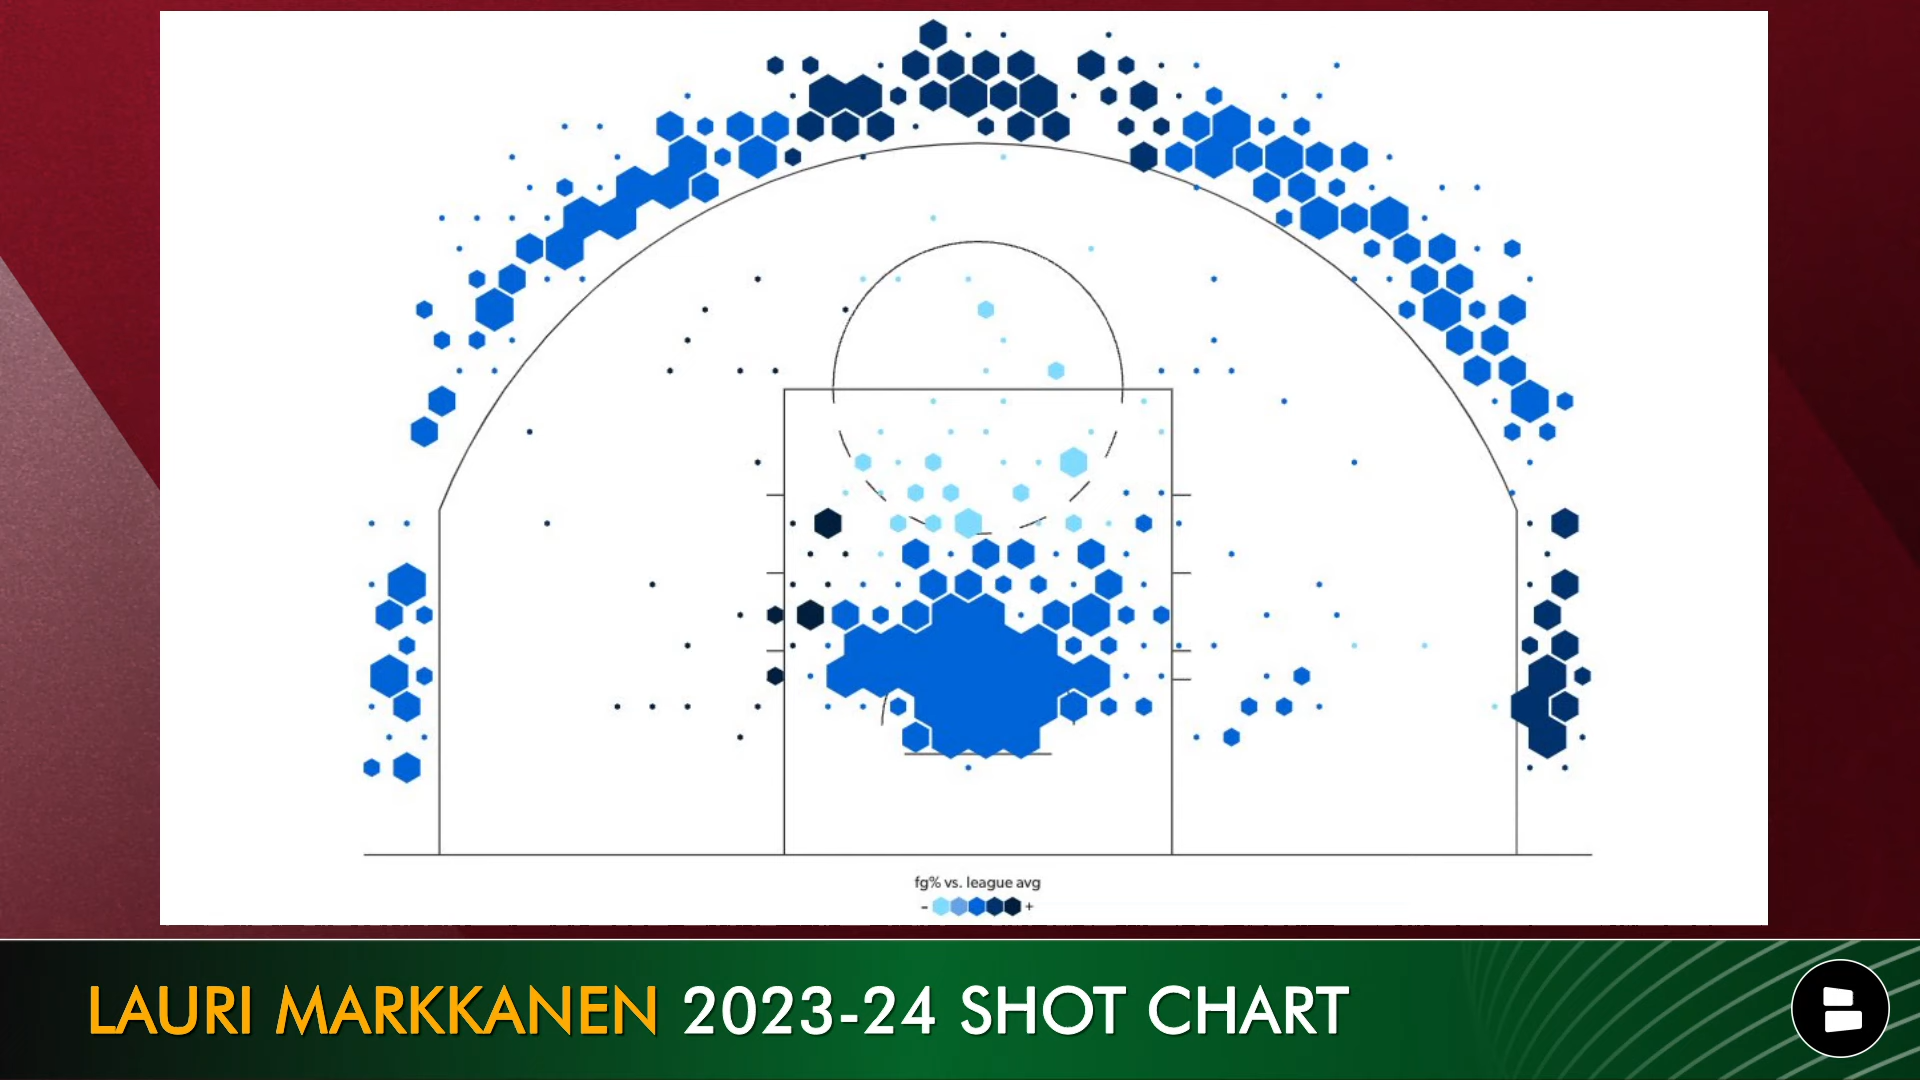 fg% vs. league avg
- +
LAURI MARKKANEN 2023-24 SHOT CHART